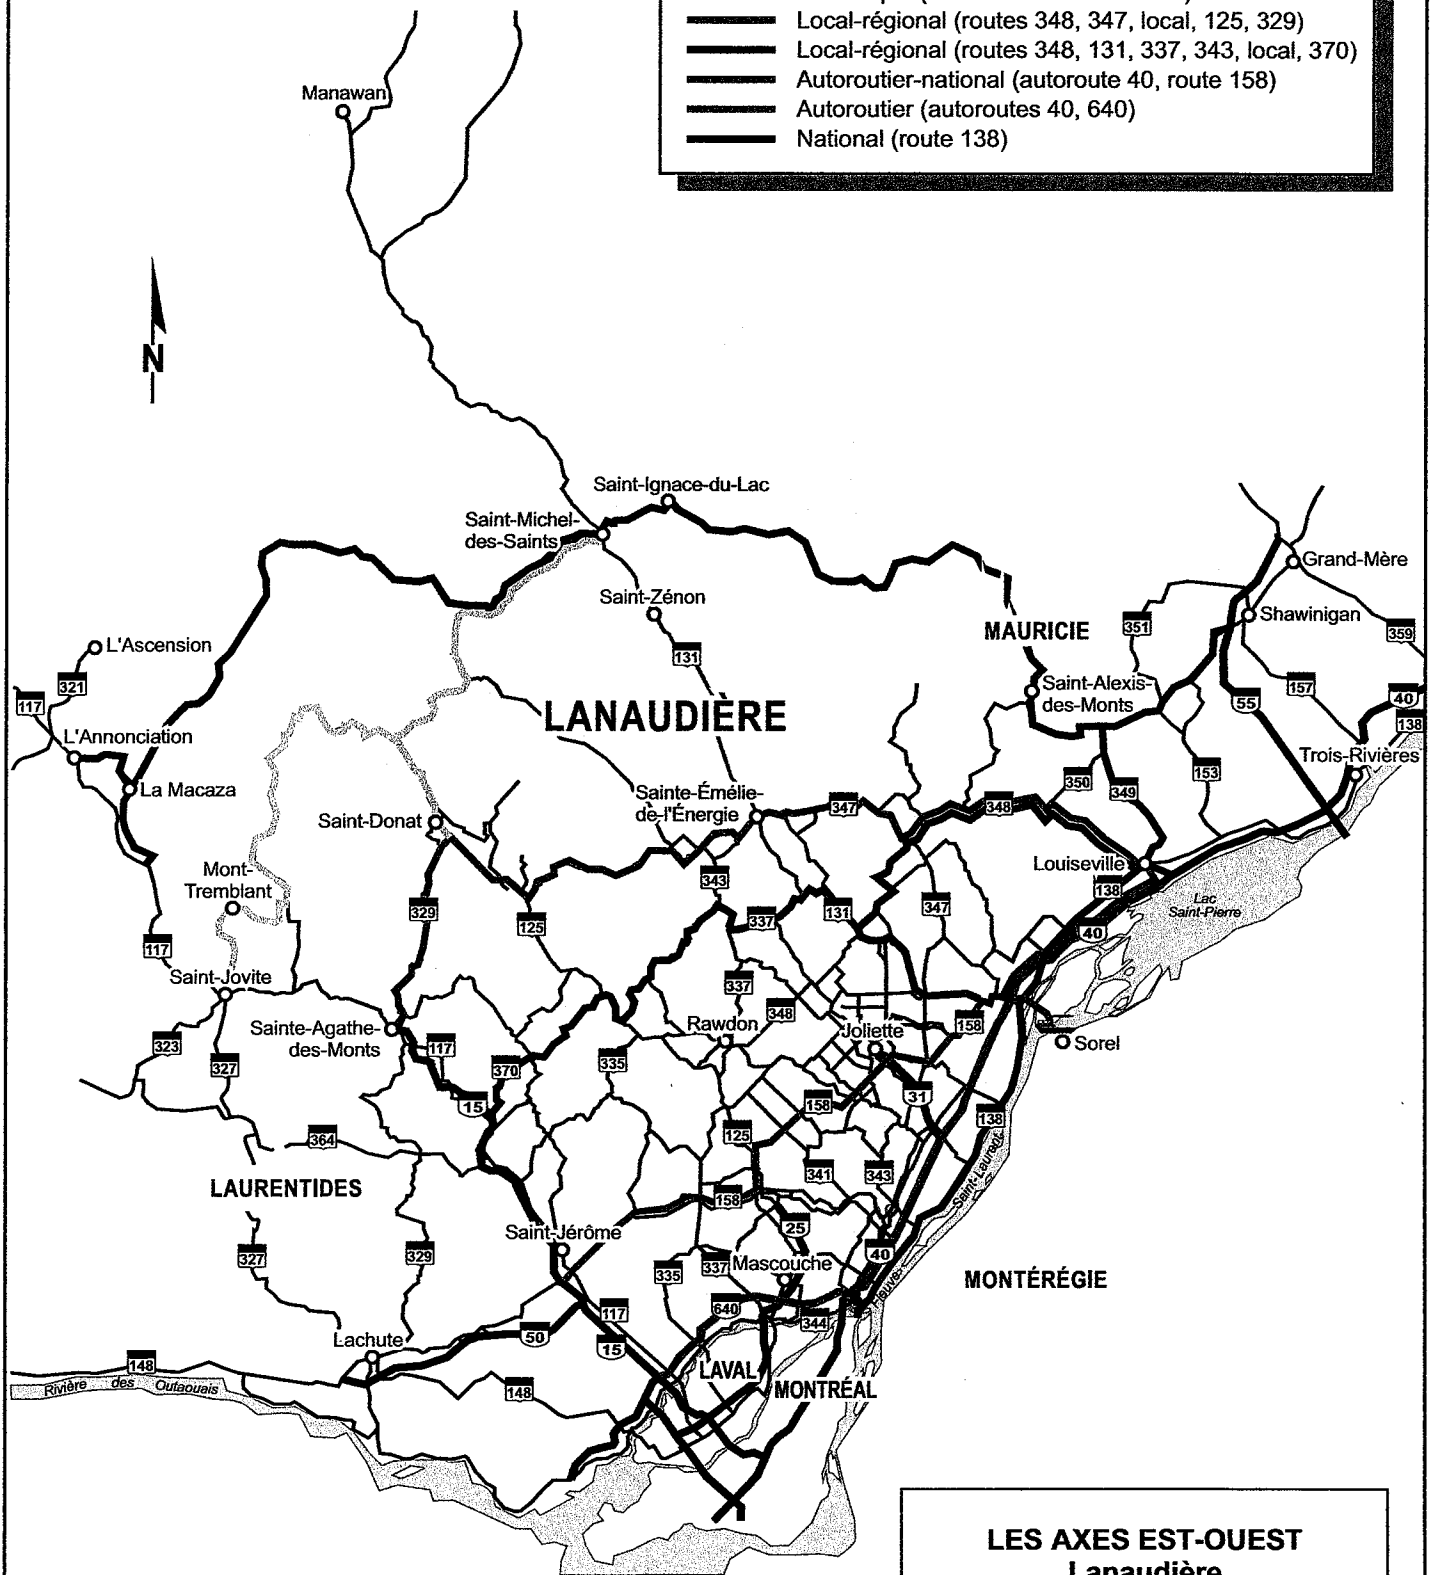 Local-régional (routes 348, 347, local, 125, 329)
Local-régional (routes 348, 131, 337, 343, local, 370)
Autoroutier-national (autoroute 40, route 158)
Autoroutier (autoroutes 40, 640)
National (route 138)
Manawan
N
Saint-Ignace-du-Lac
Saint-Michel-
des-Saints
Grand-Mère
Saint-Zénon
Shawinigan
351
MAURICIE
359
L'Ascension
131
321
Saint-Alexis-
des-Monts
157
117
55
40
LANAUDIÈRE
138
L'Annonciation
Trois-Rivières
153
350
349
La Macaza
Sainte-Émélie-
de-l'Énergie
347
348
Saint-Donat
Louiseville
Mont-
Tremblant
343
138
329
125
337
131
347
Lac
Saint-Pierre
40
117
Saint-Jovite
337
348
Sainte-Agathe-
des-Monts
Rawdon
Joliette
158
323
117
Sorel
327
370
335
15
158
31
138
364
125
341
343
LAURENTIDES
158
Saint-Laurent
25
Saint-Jérôme
327
329
40
335
337
Mascouche
MONTÉRÉGIE
Fleuve
640
117
344
50
15
Lachute
148
LAVAL
MONTRÉAL
Rivière des Outaouais
148
LES AXES EST-OUEST
Lanaudière